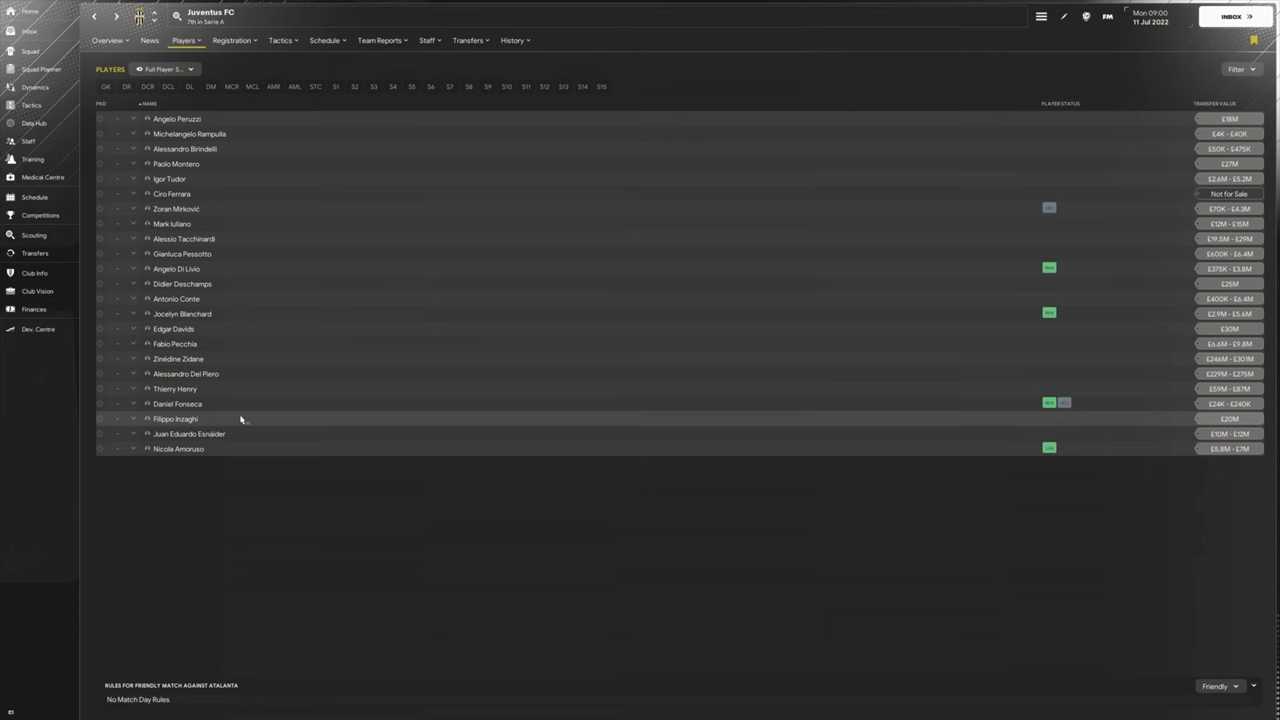 Home
Juventus FC
7th in Serie A
Mon 09:00
11 Jul 2022
FM
INBOX
Inbox
Squad
Squad Planner
Dynamics
Tactics
Data Hub
Staff
Training
Medical Centre
Schedule
Competitions
Scouting
Transfers
Club Info
Club Vision
Finances
Dev. Centre
Overview News Players Registration Tactics Schedule Team Reports Staff Transfers History
PLAYERS Full Player S... Filter
GK DR DCR DCL DL DM MCR MCL AMR AML STC S1 S2 S3 S4 S5 S6 S7 S8 S9 S10 S11 S12 S13 S14 S15
PKD NAME PLAYER STATUS TRANSFER VALUE
- Angelo Peruzzi £18M
- Michelangelo Rampulla £4K - £40K
- Alessandro Birindelli £50K - £475K
- Paolo Montero £27M
- Igor Tudor £2.6M - £5.2M
- Ciro Ferrara Not for Sale
- Zoran Mirković £70K - £4.3M
- Mark Iuliano £12M - £15M
- Alessio Tacchinardi £19.5M - £29M
- Gianluca Pessotto £600K - £6.4M
- Angelo Di Livio Wnt £375K - £3.8M
- Didier Deschamps £25M
- Antonio Conte £400K - £6.4M
- Jocelyn Blanchard Wnt £2.9M - £5.6M
- Edgar Davids £30M
- Fabio Pecchia £6.6M - £9.8M
- Zinédine Zidane £246M - £301M
- Alessandro Del Piero £229M - £275M
- Thierry Henry £59M - £87M
- Daniel Fonseca Wnt £24K - £240K
- Filippo Inzaghi £20M
- Juan Eduardo Esnáider £10M - £12M
- Nicola Amoruso £5.8M - £7M
RULES FOR FRIENDLY MATCH AGAINST ATALANTA
No Match Day Rules
Friendly